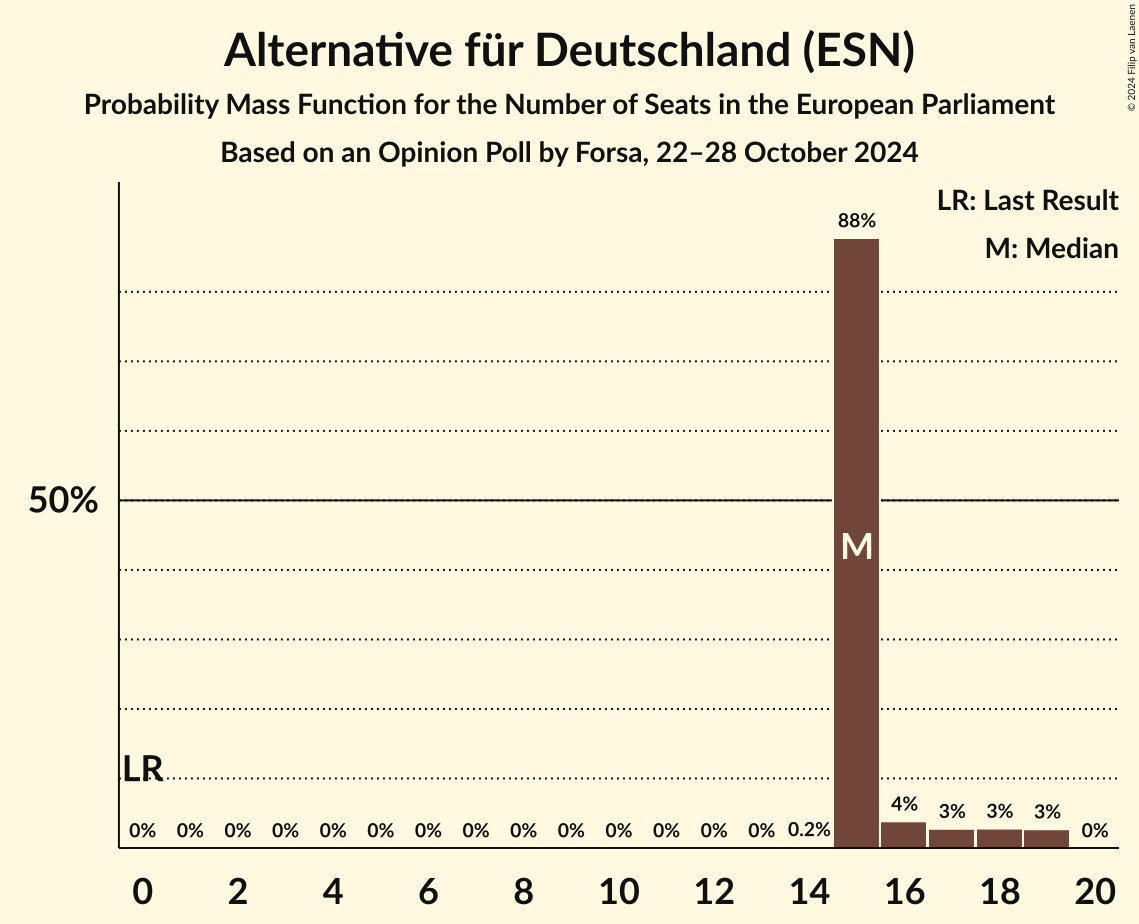 Alternative für Deutschland (ESN)
Probability Mass Function for the Number of Seats in the European Parliament
Based on an Opinion Poll by Forsa, 22–28 October 2024
© 2024 Filip van Laenen
LR: Last Result
M: Median
88%
50%
M
LR
0% 0% 0% 0% 0% 0% 0% 0% 0% 0% 0% 0% 0% 0% 0.2% 4% 3% 3% 3% 0%
0 2 4 6 8 10 12 14 16 18 20